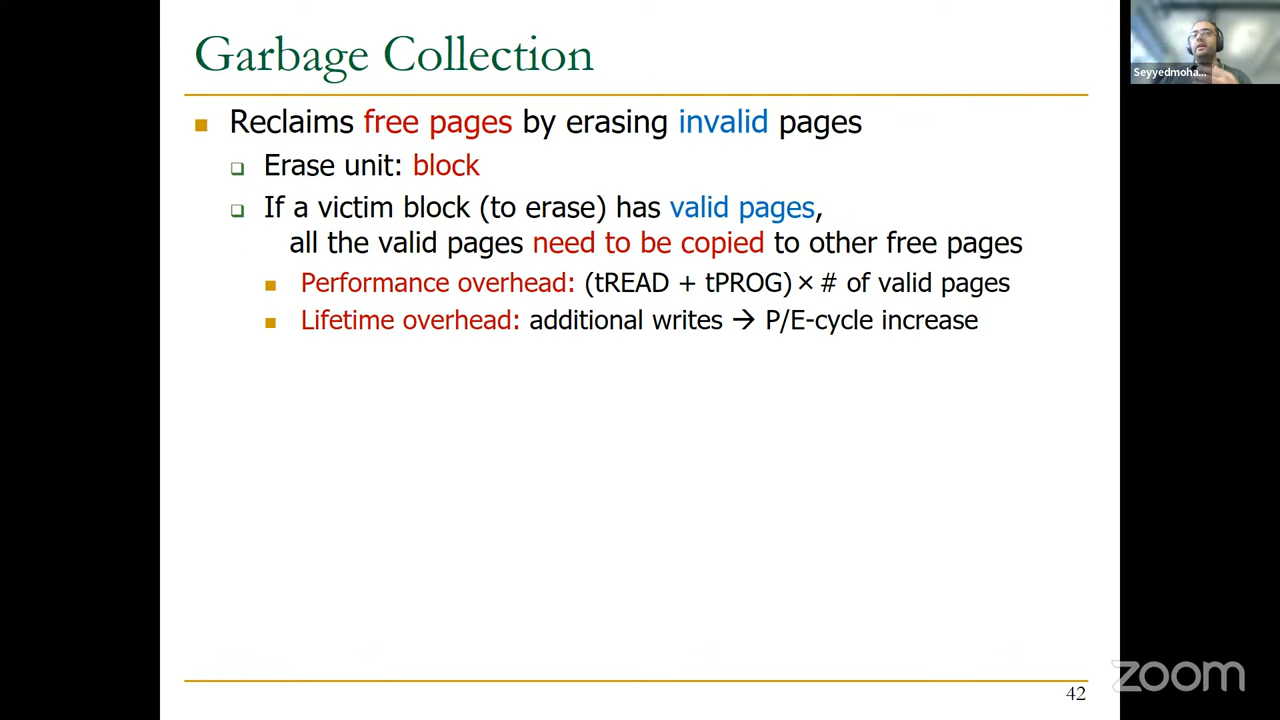 Garbage Collection
Seyyedmoha...
Reclaims free pages by erasing invalid pages
Erase unit: block
If a victim block (to erase) has valid pages,
all the valid pages need to be copied to other free pages
Performance overhead: (tREAD + tPROG) × # of valid pages
Lifetime overhead: additional writes → P/E-cycle increase
42
zoom